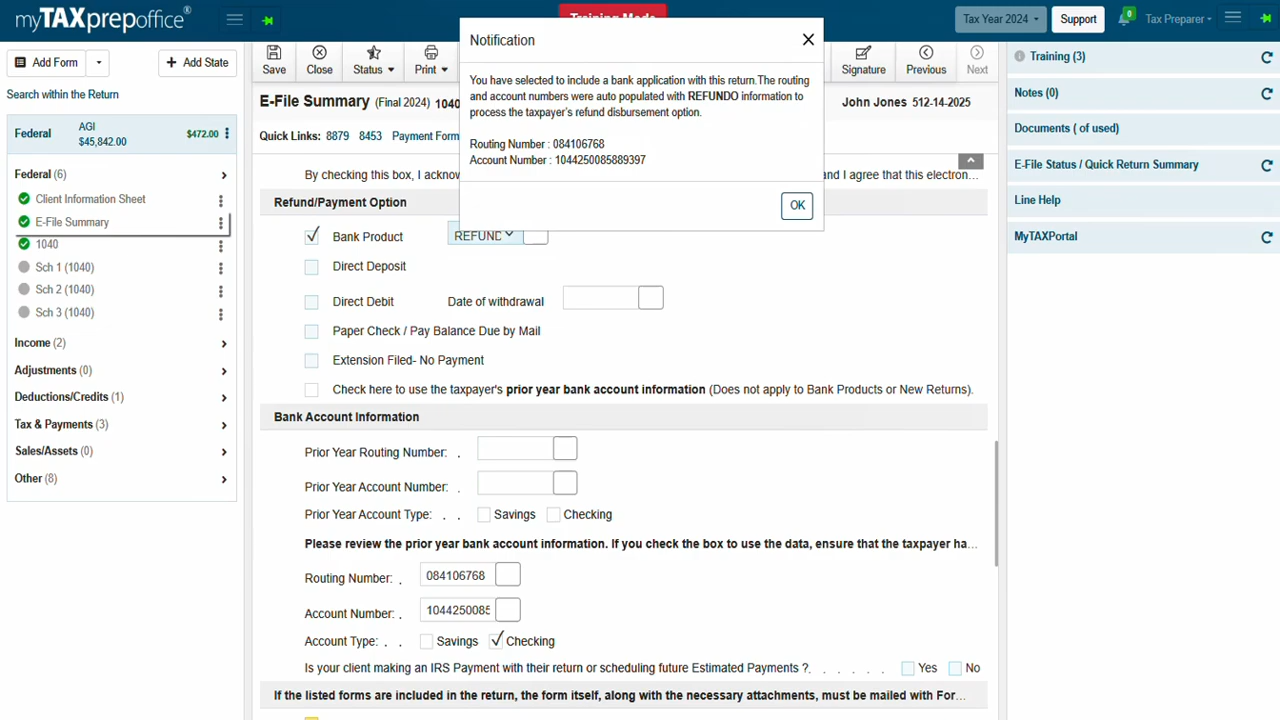 myTAXprepoffice®
Tax Year 2024
Support
0
Tax Preparer
Notification
You have selected to include a bank application with this return.The routing
and account numbers were auto populated with REFUNDO information to
process the taxpayer's refund disbursement option.
Routing Number : 084106768
Account Number : 1044250085889397
OK
Add Form
Add State
Search within the Return
Federal
AGI
$45,842.00
$472.00
Federal (6)
Client Information Sheet
E-File Summary
1040
Sch 1 (1040)
Sch 2 (1040)
Sch 3 (1040)
Income (2)
Adjustments (0)
Deductions/Credits (1)
Tax & Payments (3)
Sales/Assets (0)
Other (8)
Save
Close
Status
Print
Signature
Previous
Next
E-File Summary (Final 2024) 1040
John Jones 512-14-2025
Quick Links: 8879 8453 Payment Form
By checking this box, I acknow
and I agree that this electron...
Refund/Payment Option
Bank Product
Direct Deposit
Direct Debit Date of withdrawal
Paper Check / Pay Balance Due by Mail
Extension Filed- No Payment
Check here to use the taxpayer's prior year bank account information (Does not apply to Bank Products or New Returns).
Bank Account Information
Prior Year Routing Number: .
Prior Year Account Number: .
Prior Year Account Type: . . Savings Checking
Please review the prior year bank account information. If you check the box to use the data, ensure that the taxpayer ha...
Routing Number: . 084106768
Account Number: . 1044250085
Account Type: . . Savings Checking
Is your client making an IRS Payment with their return or scheduling future Estimated Payments ?. . . . . . Yes No
If the listed forms are included in the return, the form itself, along with the necessary attachments, must be mailed with For...
Training (3)
Notes (0)
Documents ( of used)
E-File Status / Quick Return Summary
Line Help
MyTAXPortal